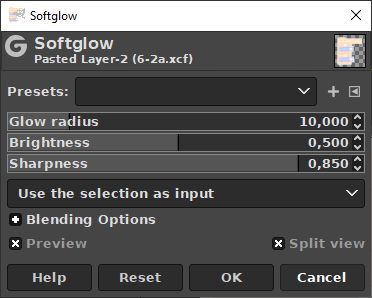 Softglow
Softglow
Pasted Layer-2 (6-2a.xcf)
Presets:
Glow radius 10,000
Brightness 0,500
Sharpness 0,850
Use the selection as input
Blending Options
Preview Split view
Help Reset OK Cancel